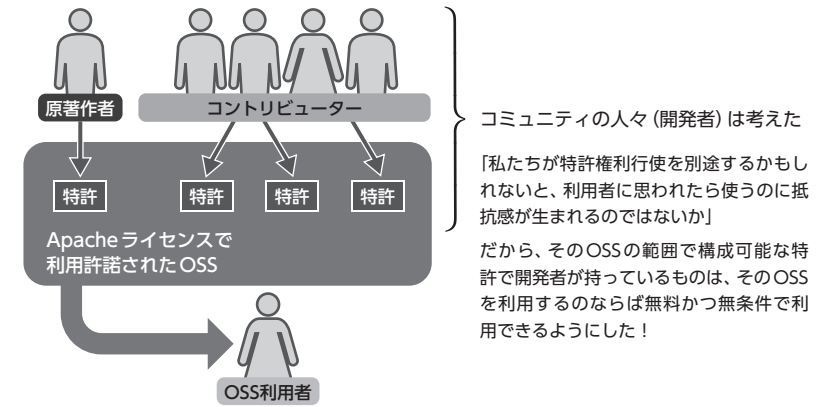 原著作者
コントリビューター
特許
特許
特許
特許
Apacheライセンスで
利用許諾されたOSS
OSS利用者
コミュニティの人々（開発者）は考えた
「私たちが特許権利行使を別途するかもし
れないと、利用者に思われたら使うのに抵
抗感が生まれるのではないか」
だから、そのOSSの範囲で構成可能な特
許で開発者が持っているものは、そのOSS
を利用するのならば無料かつ無条件で利
用できるようにした！